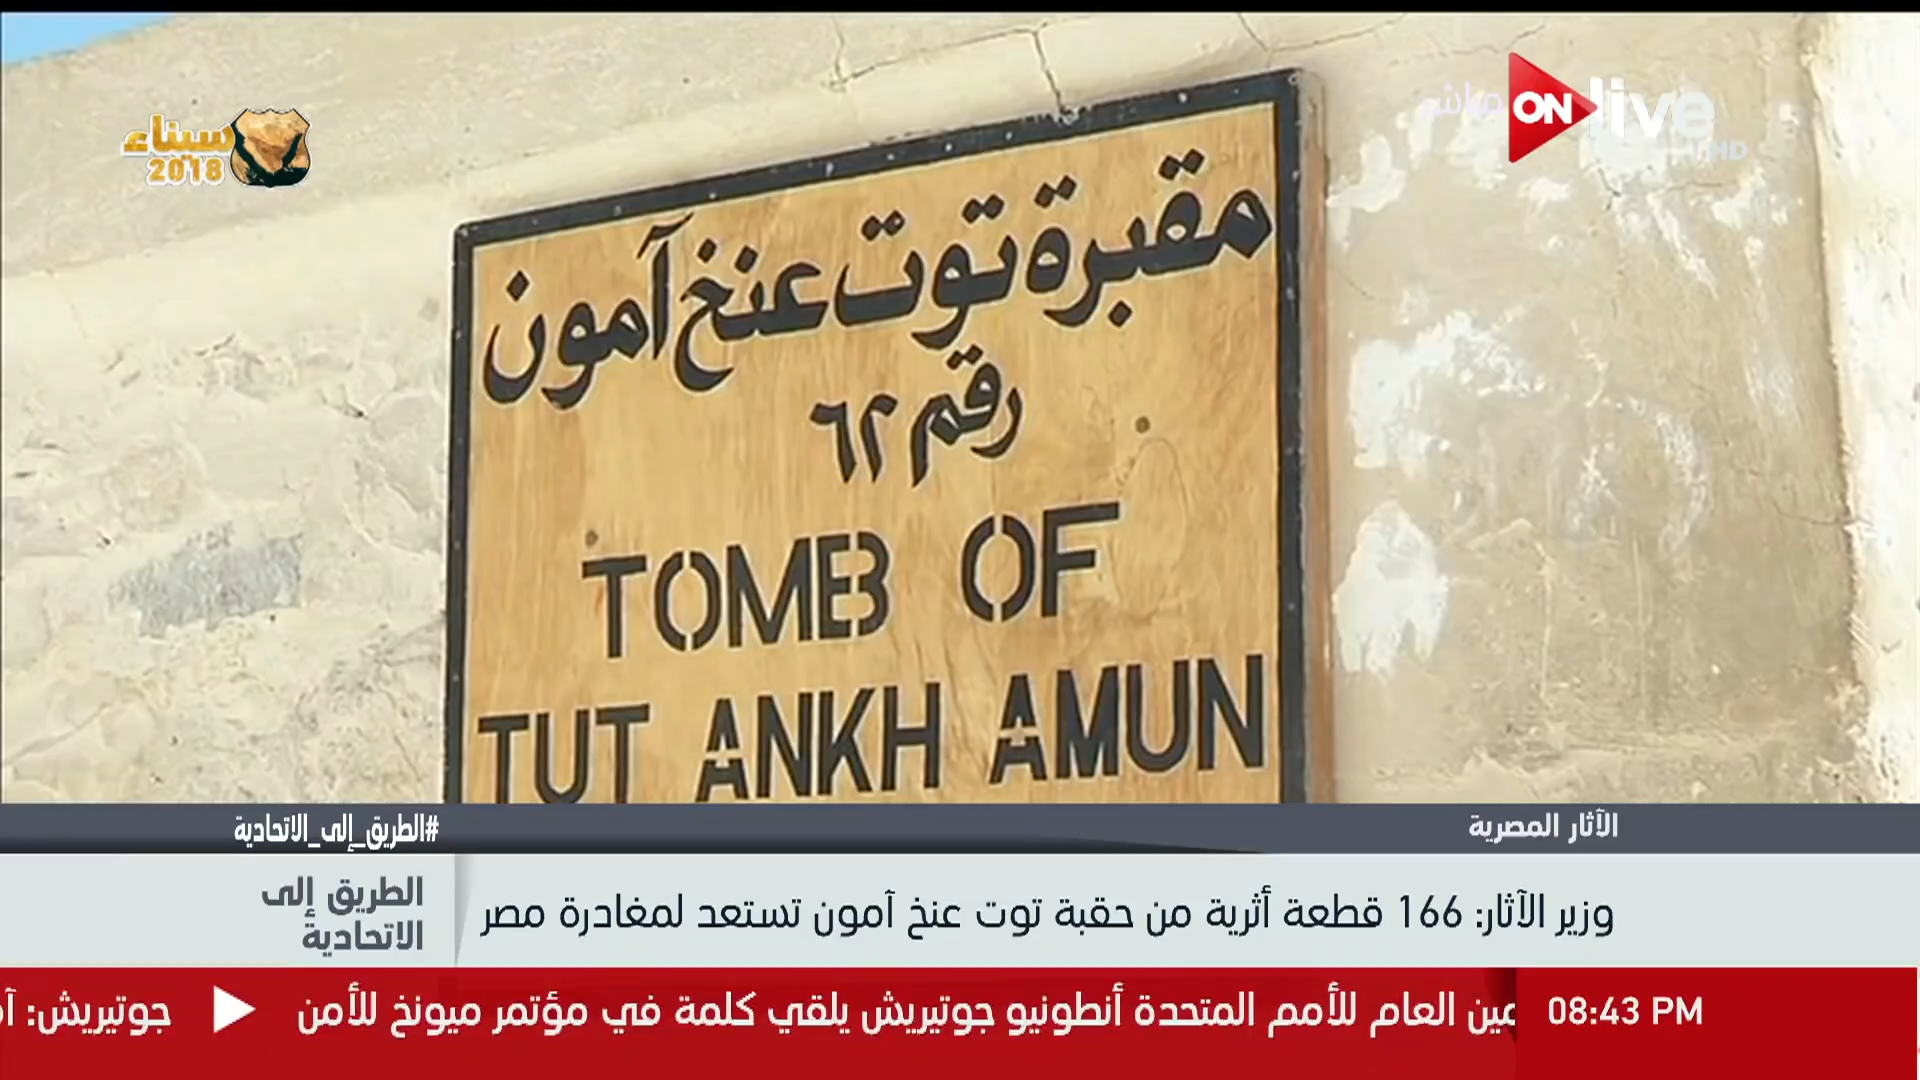 سيناء
2018
مباشر
ON live
HD
مقبرة توت عنخ آمون
رقم ٦٢
TOMB OF
TUT ANKH AMUN
#الطريق_إلى_الاتحادية
الآثار المصرية
الطريق إلى
الاتحادية
وزير الآثار: 166 قطعة أثرية من حقبة توت عنخ آمون تستعد لمغادرة مصر
العام للأمم المتحدة أنطونيو جوتيريش يلقي كلمة في مؤتمر ميونخ للأمن
جوتيريش:
08:43 PM